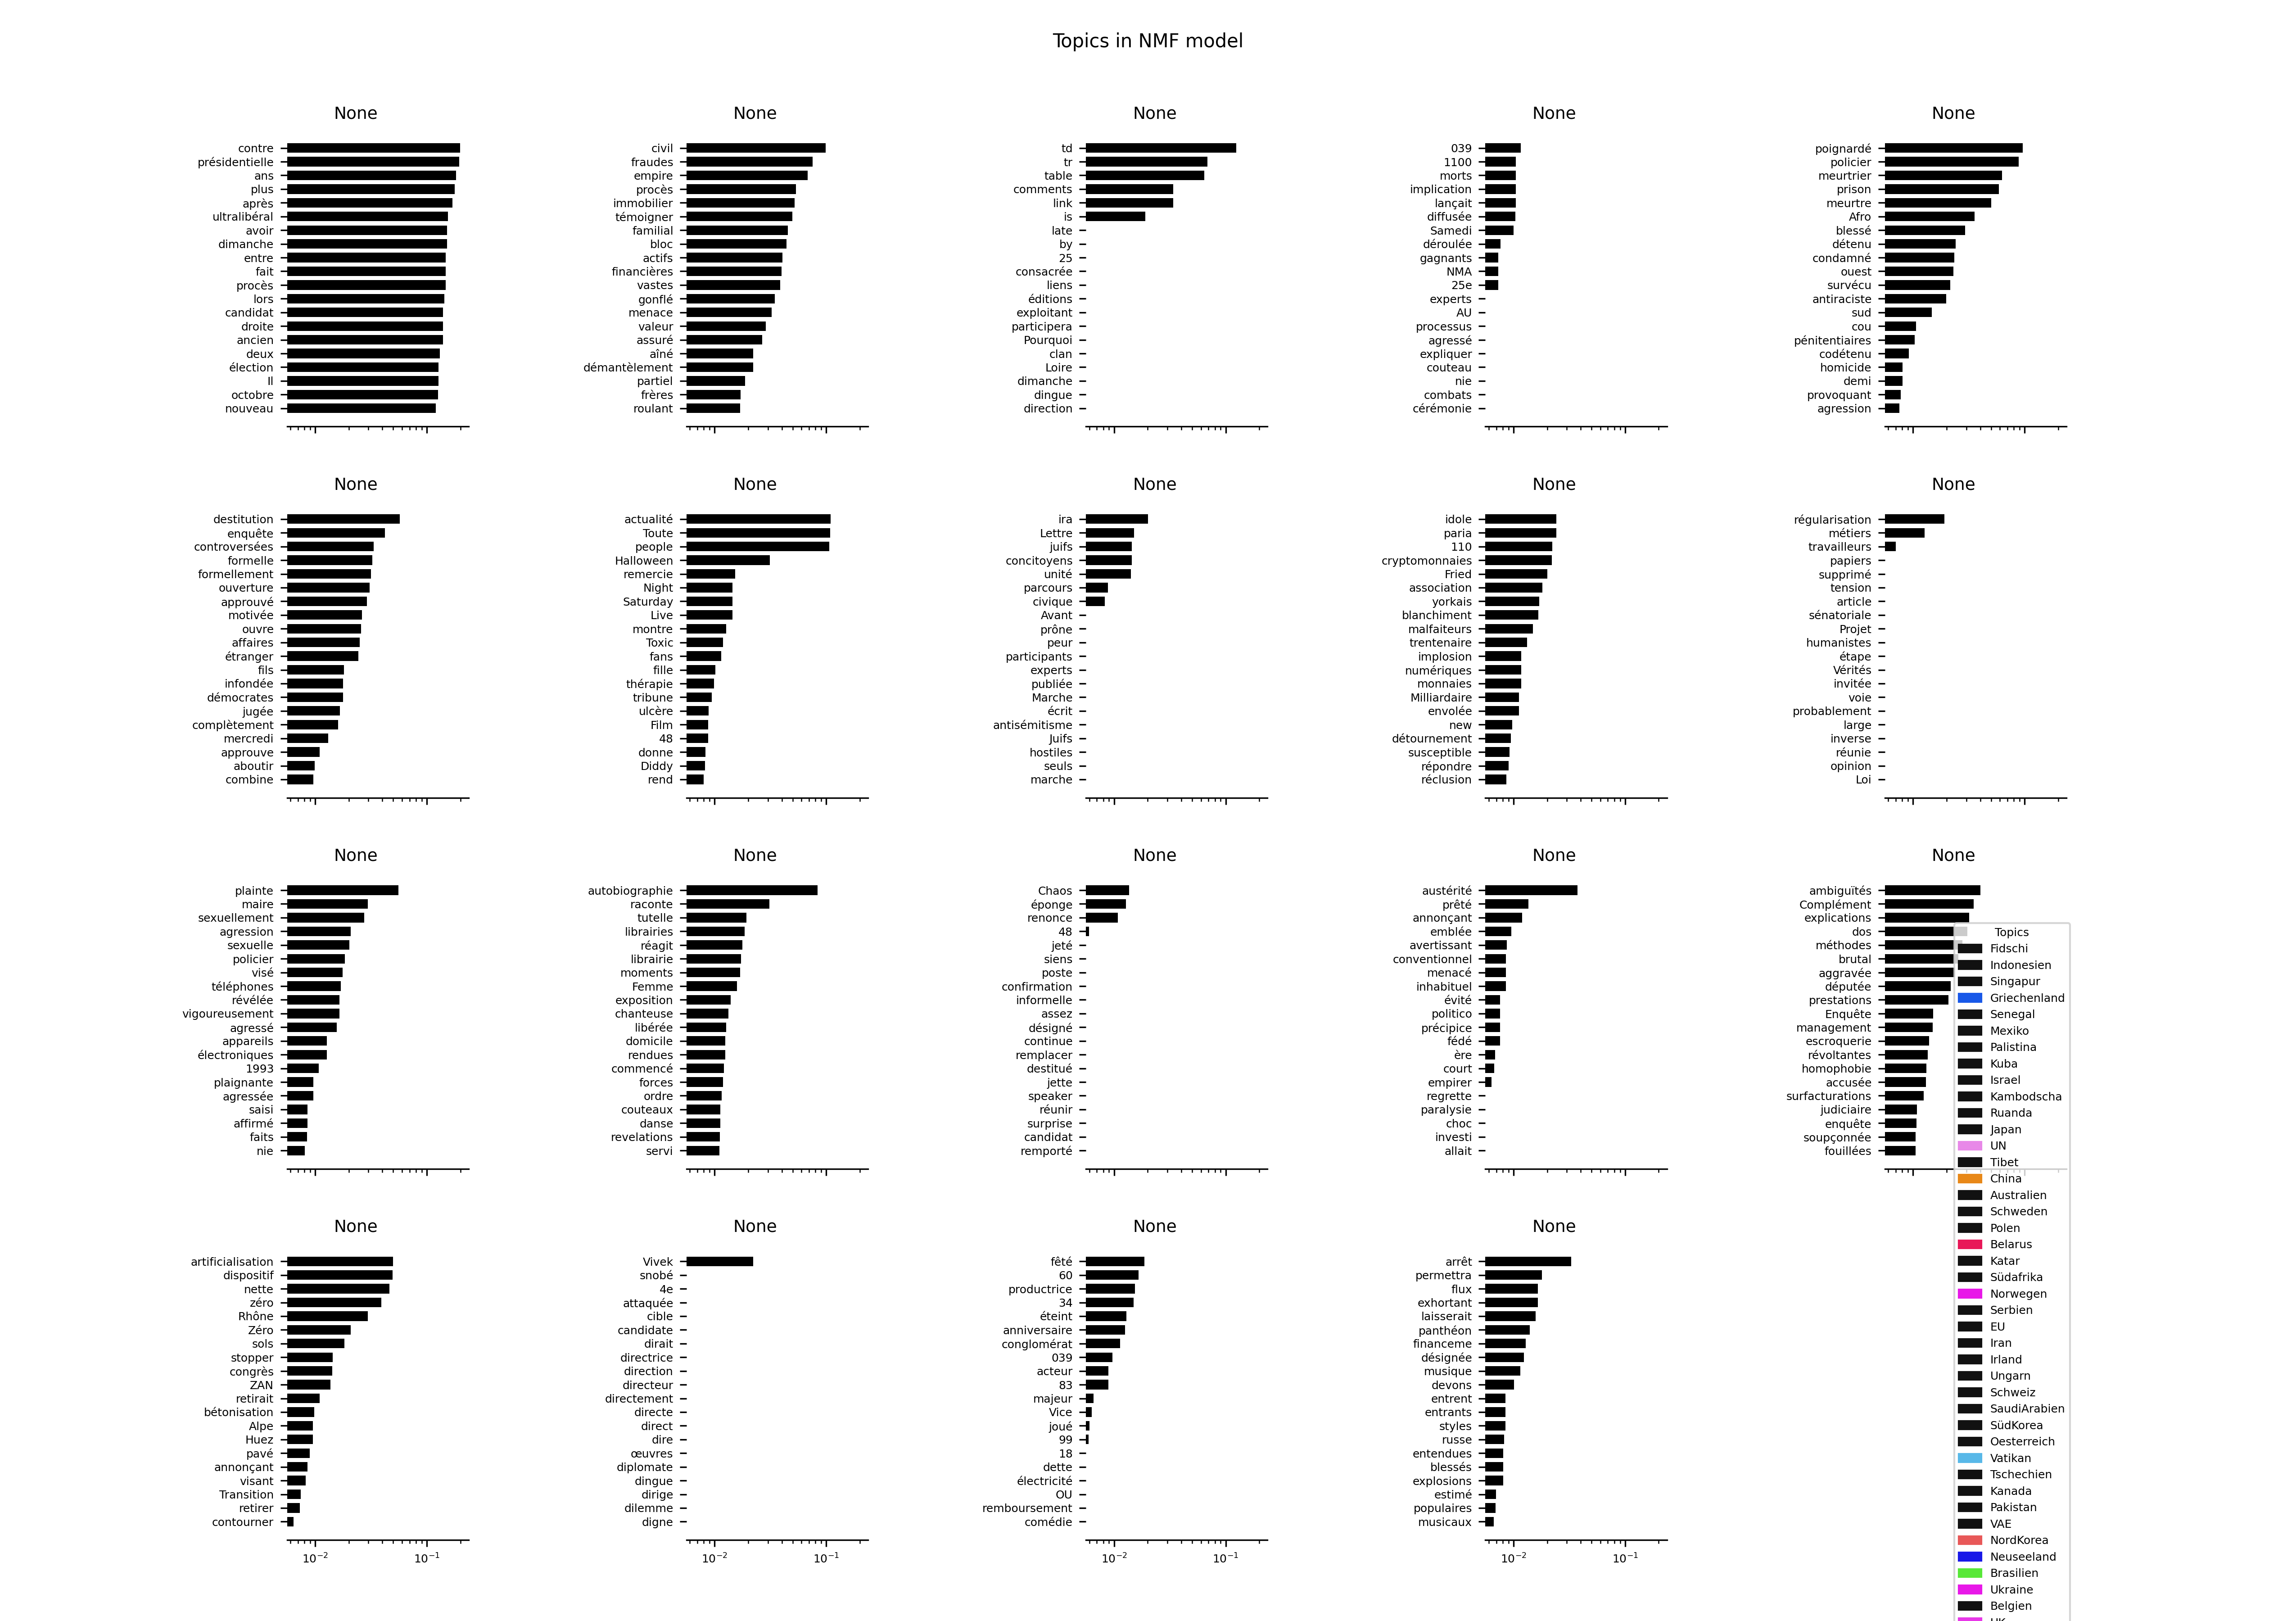 Topics in NMF model
None
contre
présidentielle
ans
plus
après
ultralibéral
avoir
dimanche
entre
fait
procès
lors
candidat
droite
ancien
deux
élection
Il
octobre
nouveau
None
civil
fraudes
empire
procès
immobilier
témoigner
familial
bloc
actifs
financières
vastes
gonflé
menace
valeur
assuré
aîné
démantèlement
partiel
frères
roulant
None
td
tr
table
comments
link
is
late
by
25
consacrée
liens
éditions
exploitant
participera
Pourquoi
clan
Loire
dimanche
dingue
direction
None
039
1100
morts
implication
lançait
diffusée
Samedi
déroulée
gagnants
NMA
25e
experts
AU
processus
agressé
expliquer
couteau
nie
combats
cérémonie
None
poignardé
policier
meurtrier
prison
meurtre
Afro
blessé
détenu
condamné
ouest
survécu
antiraciste
sud
cou
pénitentiaires
codétenu
homicide
demi
provoquant
agression
None
destitution
enquête
controversées
formelle
formellement
ouverture
approuvé
motivée
ouvre
affaires
étranger
fils
infondée
démocrates
jugée
complètement
mercredi
approuve
aboutir
combine
None
actualité
Toute
people
Halloween
remercie
Night
Saturday
Live
montre
Toxic
fans
fille
thérapie
tribune
ulcère
Film
48
donne
Diddy
rend
None
ira
Lettre
juifs
concitoyens
unité
parcours
civique
Avant
prône
peur
participants
experts
publiée
Marche
écrit
antisémitisme
Juifs
hostiles
seuls
marche
None
idole
paria
110
cryptomonnaies
Fried
association
yorkais
blanchiment
malfaiteurs
trentenaire
implosion
numériques
monnaies
Milliardaire
envolée
new
détournement
susceptible
répondre
réclusion
None
régularisation
métiers
travailleurs
papiers
supprimé
tension
article
sénatoriale
Projet
humanistes
étape
Vérités
invitée
voie
probablement
large
inverse
réunie
opinion
Loi
None
plainte
maire
sexuellement
agression
sexuelle
policier
visé
téléphones
révélée
vigoureusement
agressé
appareils
électroniques
1993
plaignante
agressée
saisi
affirmé
faits
nie
None
autobiographie
raconte
tutelle
librairies
réagit
librairie
moments
Femme
exposition
chanteuse
libérée
domicile
rendues
commencé
forces
ordre
couteaux
danse
revelations
servi
None
Chaos
éponge
renonce
48
jeté
siens
poste
confirmation
informelle
assez
désigné
continue
remplacer
destitué
jette
speaker
réunir
surprise
candidat
remporté
None
austérité
prêté
annonçant
emblée
avertissant
conventionnel
menacé
inhabituel
évité
politico
précipice
fédé
ère
court
empirer
regrette
paralysie
choc
investi
allait
None
ambiguïtés
Complément
explications
dos
méthodes
brutal
aggravée
députée
prestations
Enquête
management
escroquerie
révoltantes
homophobie
accusée
surfacturations
judiciaire
enquête
soupçonnée
fouillées
None
artificialisation
dispositif
nette
zéro
Rhône
Zéro
sols
stopper
congrès
ZAN
retirait
bétonisation
Alpe
Huez
pavé
annonçant
visant
Transition
retirer
contourner
10⁻² 10⁻¹
None
Vivek
snobé
4e
attaquée
cible
candidate
dirait
directrice
direction
directeur
directement
directe
direct
dire
œuvres
diplomate
dingue
dirige
dilemme
digne
10⁻² 10⁻¹
None
fêté
60
productrice
34
éteint
anniversaire
conglomérat
039
acteur
83
majeur
Vice
joué
99
18
dette
électricité
OU
remboursement
comédie
10⁻² 10⁻¹
None
arrêt
permettra
flux
exhortant
laisserait
panthéon
financeme
désignée
musique
devons
entrent
entrants
styles
russe
entendues
blessés
explosions
estimé
populaires
musicaux
10⁻² 10⁻¹
Topics
Fidschi
Indonesien
Singapur
Griechenland
Senegal
Mexiko
Palistina
Kuba
Israel
Kambodscha
Ruanda
Japan
UN
Tibet
China
Australien
Schweden
Polen
Belarus
Katar
Südafrika
Norwegen
Serbien
EU
Iran
Irland
Ungarn
Schweiz
SaudiArabien
SüdKorea
Oesterreich
Vatikan
Tschechien
Kanada
Pakistan
VAE
NordKorea
Neuseeland
Brasilien
Ukraine
Belgien